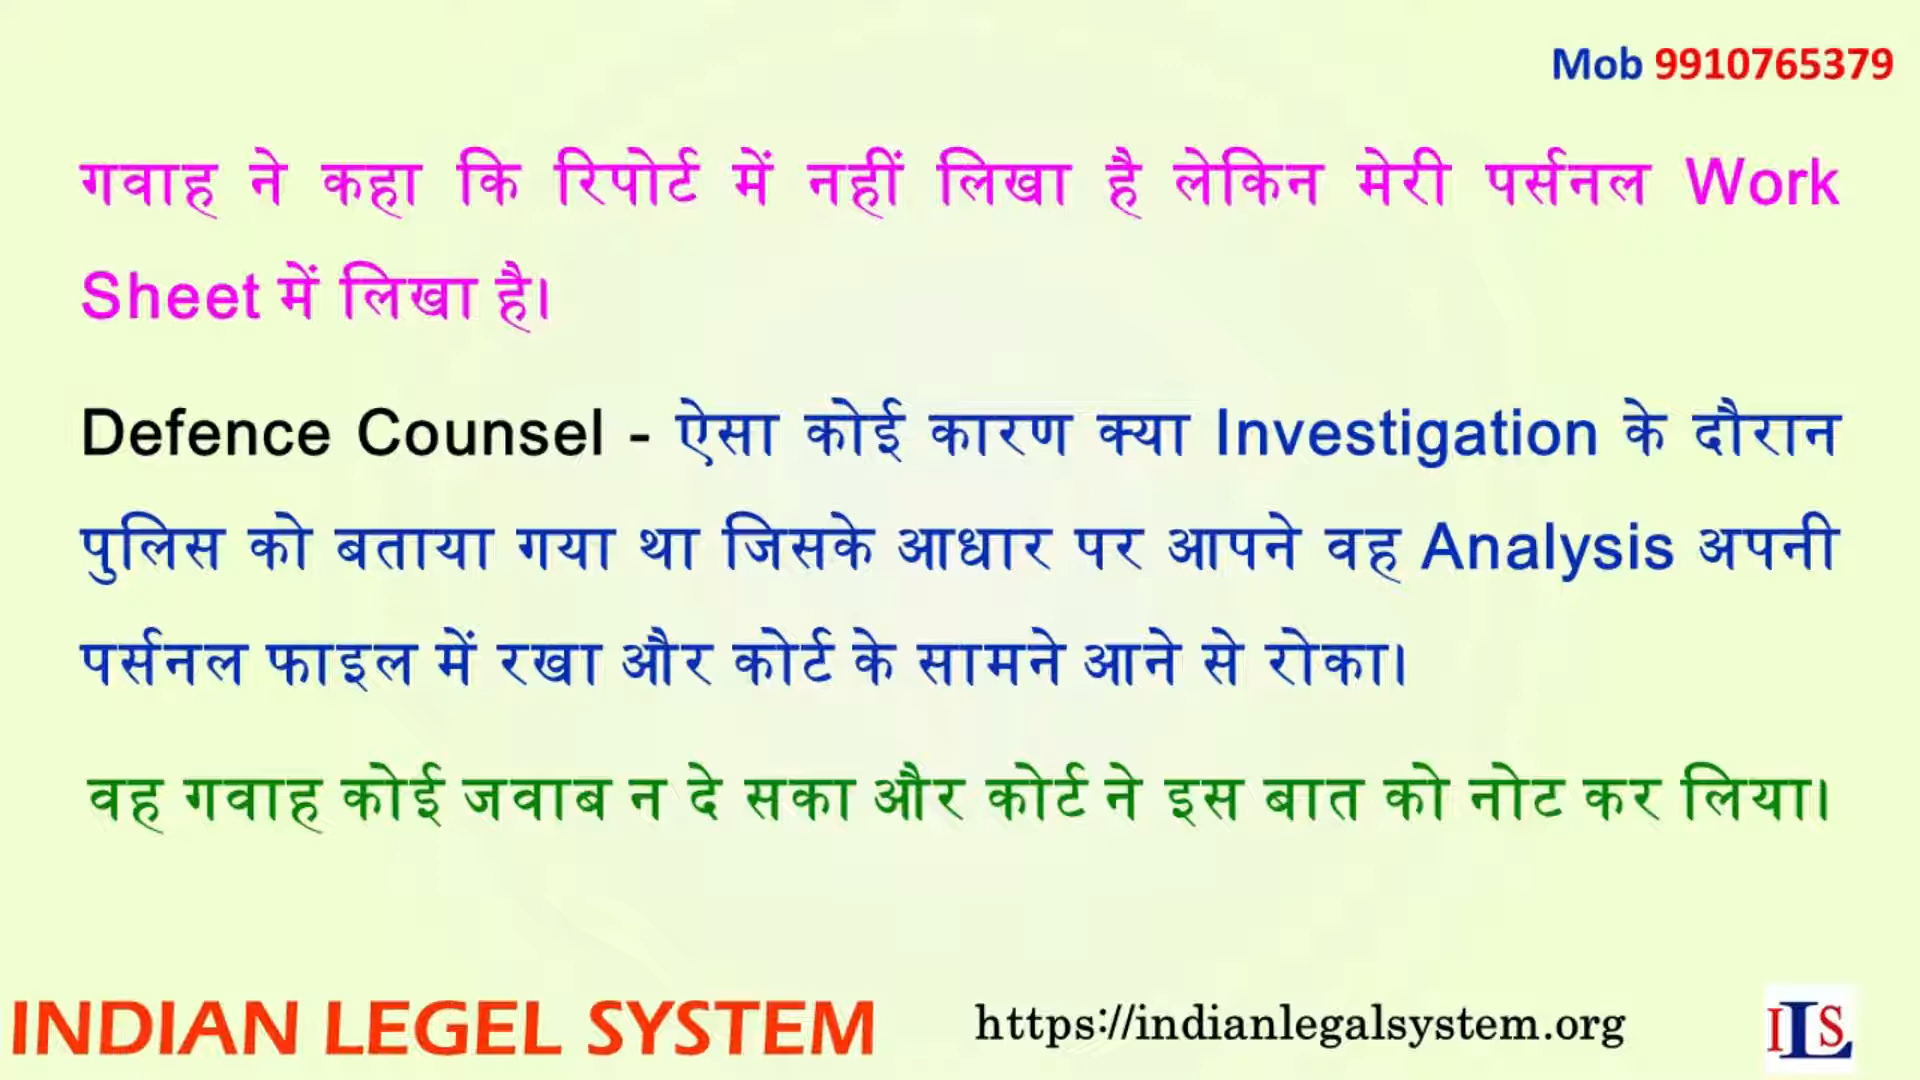 Mob 9910765379
गवाह ने कहा कि रिपोर्ट में नहीं लिखा है लेकिन मेरी पर्सनल Work
Sheet में लिखा है।
Defence Counsel - ऐसा कोई कारण क्या Investigation के दौरान
पुलिस को बताया गया था जिसके आधार पर आपने वह Analysis अपनी
पर्सनल फाइल में रखा और कोर्ट के सामने आने से रोका।
वह गवाह कोई जवाब न दे सका और कोर्ट ने इस बात को नोट कर लिया।
INDIAN LEGEL SYSTEM
https://indianlegalsystem.org
ILS